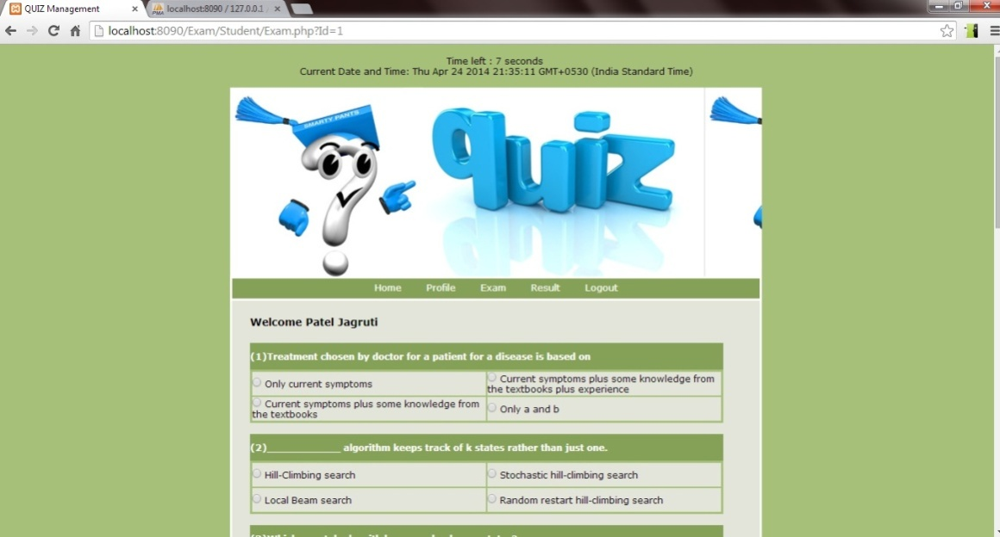 QUIZ Management
localhost:8090 / 127.0.0.1
localhost:8090/Exam/Student/Exam.php?Id=1
Time left : 7 seconds
Current Date and Time: Thu Apr 24 2014 21:35:11 GMT+0530 (India Standard Time)
SMARTY PANTS
quiz
Home Profile Exam Result Logout
Welcome Patel Jagruti
(1)Treatment chosen by doctor for a patient for a disease is based on
Only current symptoms
Current symptoms plus some knowledge from
the textbooks plus experience
Current symptoms plus some knowledge from
the textbooks
Only a and b
(2)______________ algorithm keeps track of k states rather than just one.
Hill-Climbing search
Stochastic hill-climbing search
Local Beam search
Random restart hill-climbing search